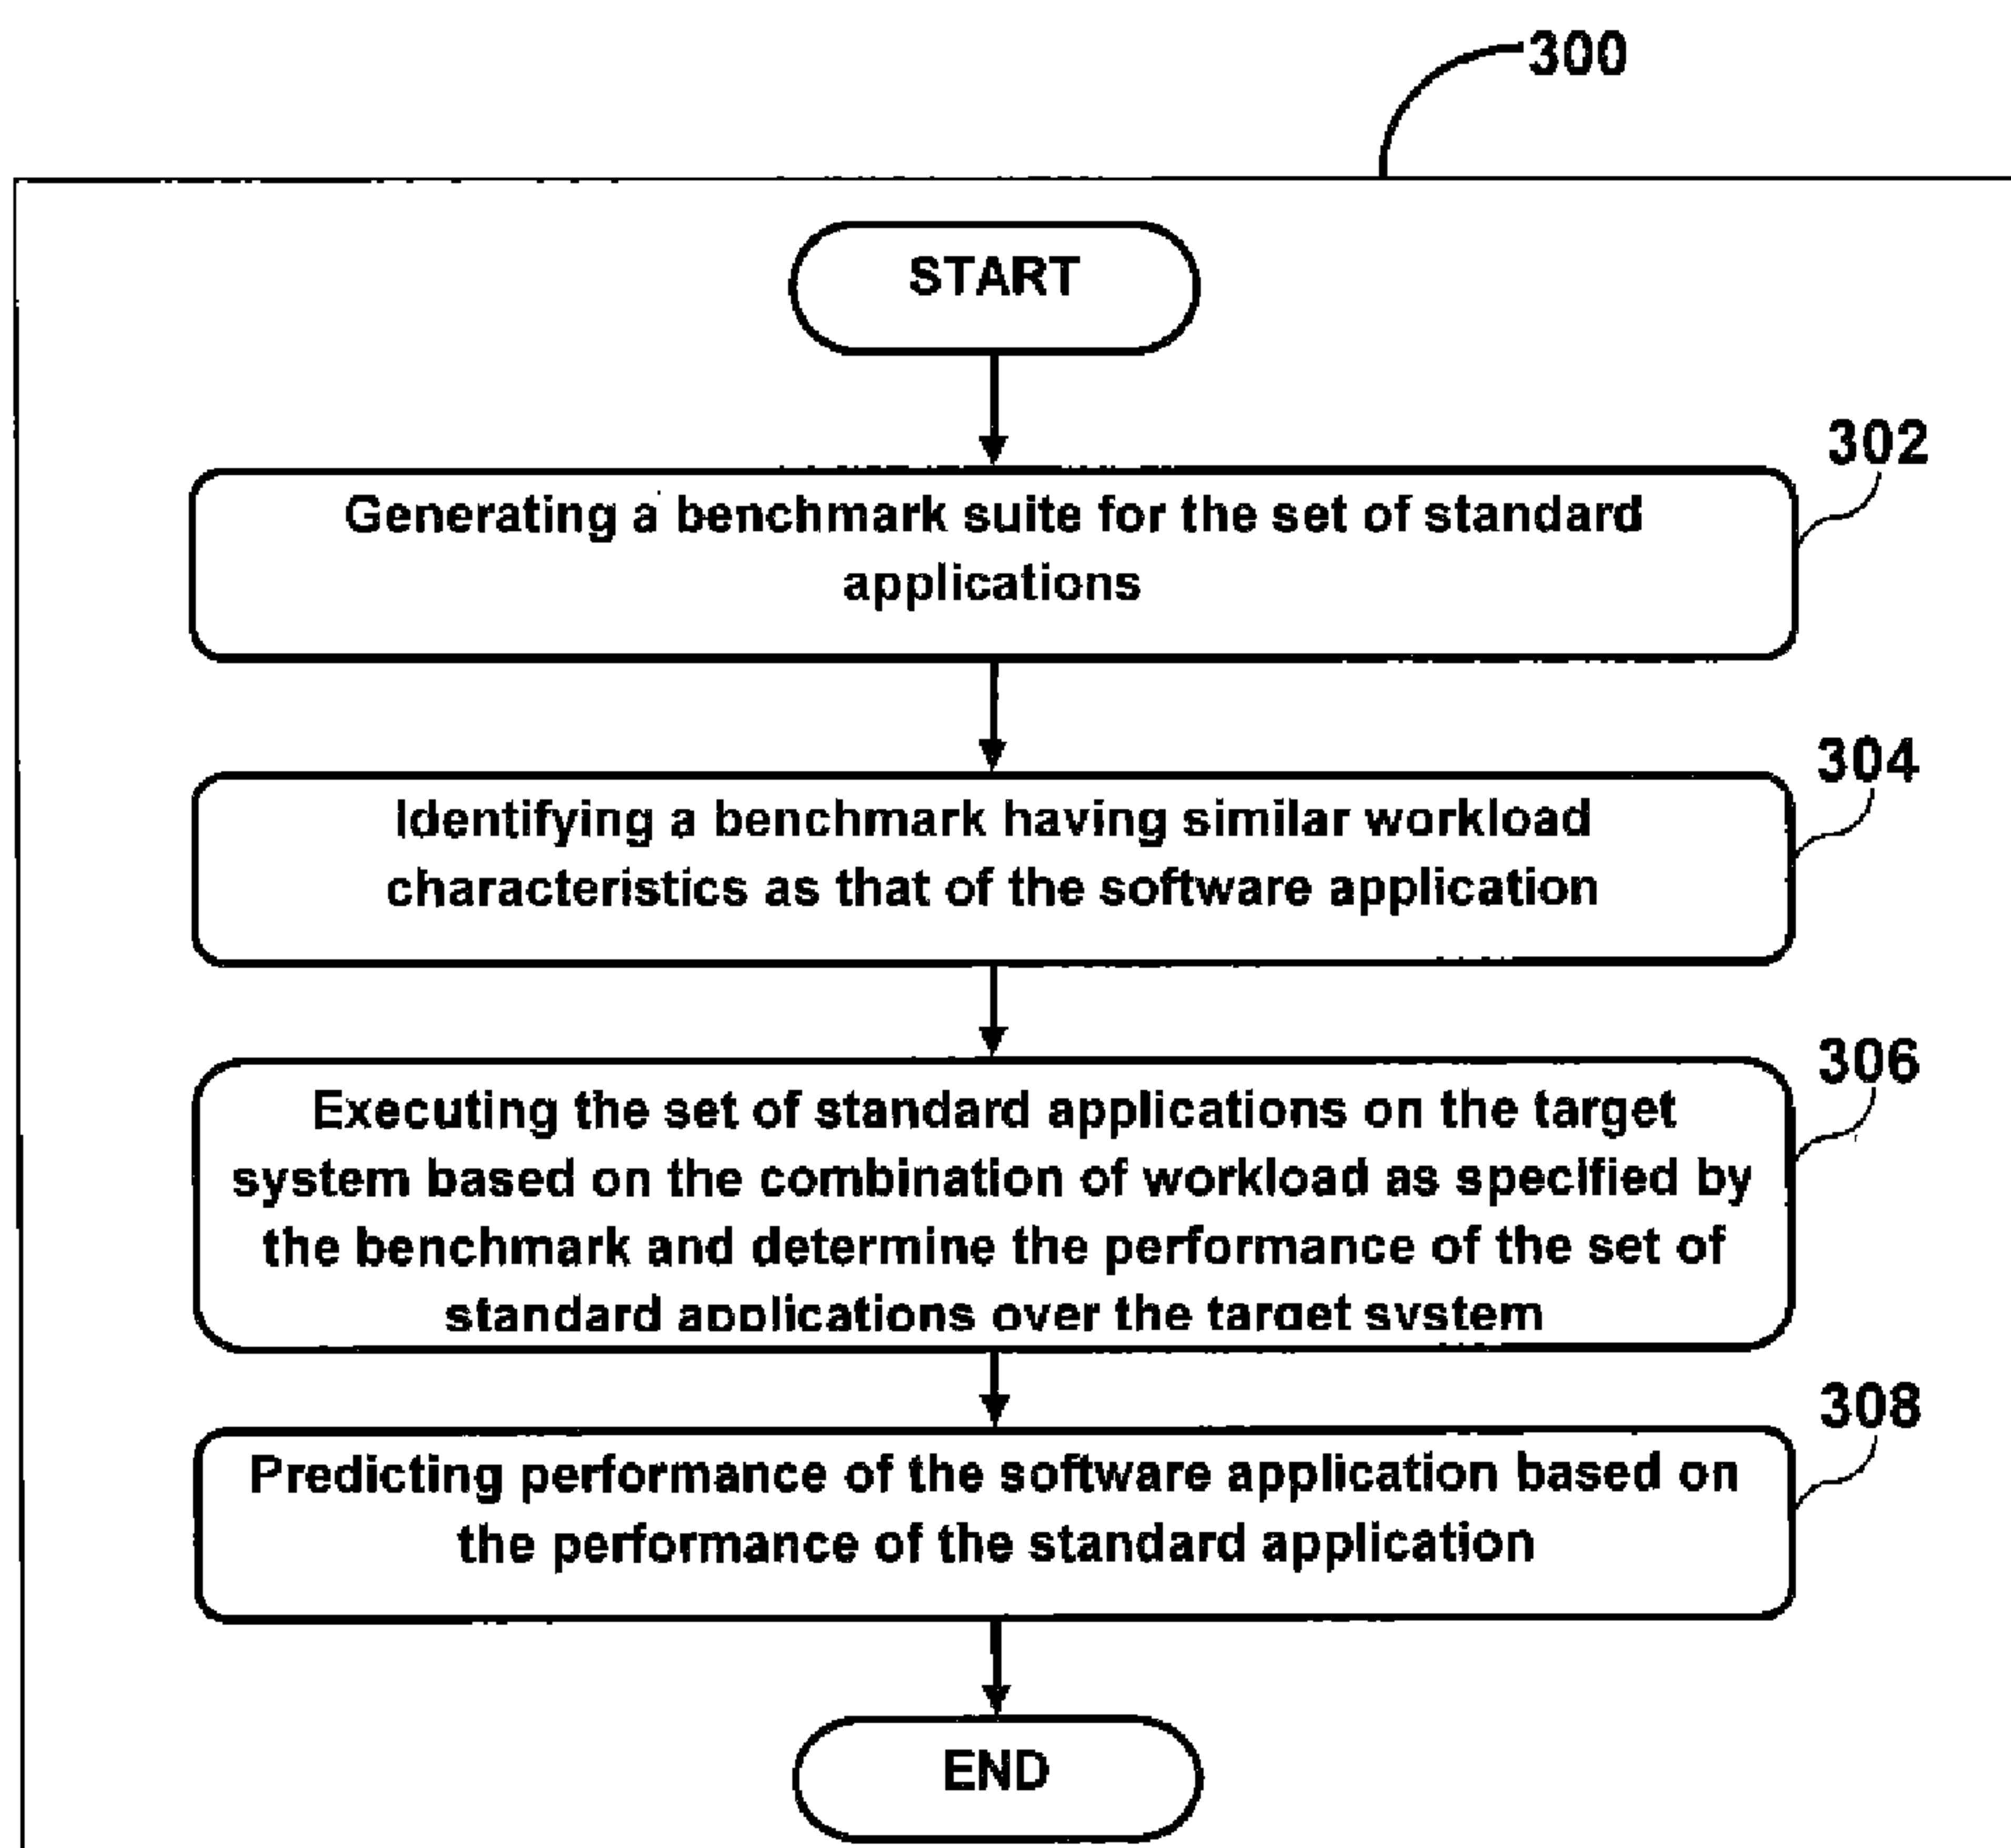 300
START
302
Generating a benchmark suite for the set of standard
applications
304
Identifying a benchmark having similar workload
characteristics as that of the software application
306
Executing the set of standard applications on the target
system based on the combination of workload as specified by
the benchmark and determine the performance of the set of
standard applications over the target system
308
Predicting performance of the software application based on
the performance of the standard application
END